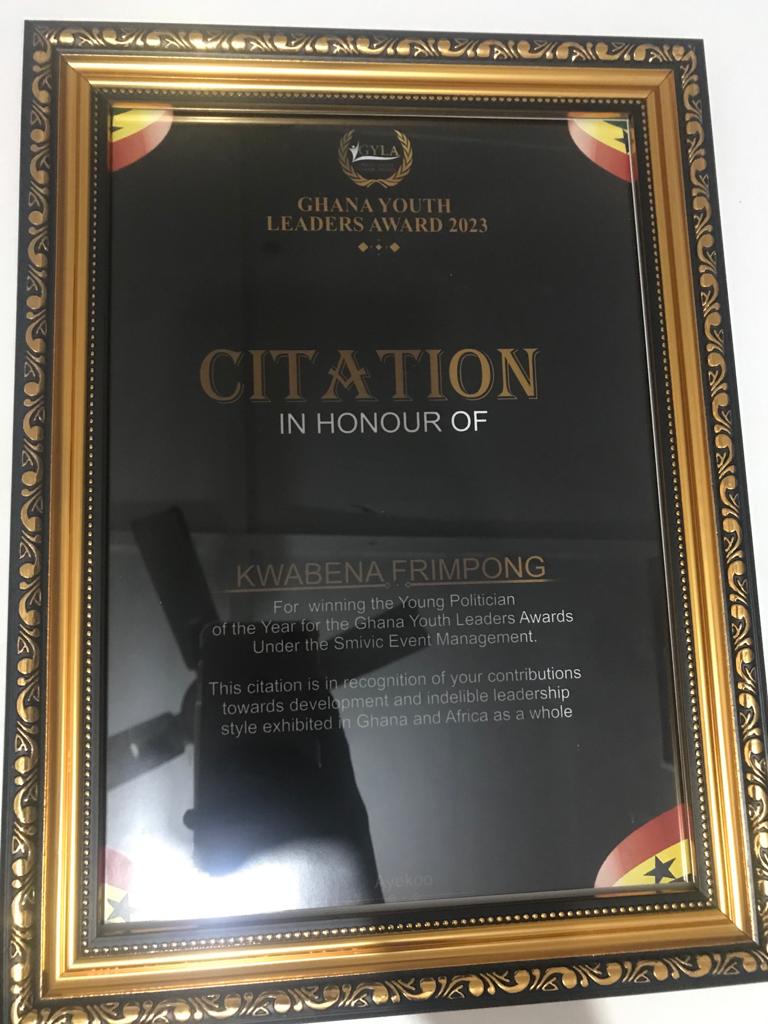 GYLA
GHANA YOUTH
LEADERS AWARD 2023
CITATION
IN HONOUR OF
KWABENA FRIMPONG
For winning the Young Politician
of the Year for the Ghana Youth Leaders Awards
Under the Smivic Event Management.
This citation is in recognition of your contributions
towards development and indelible leadership
style exhibited in Ghana and Africa as a whole
Ayekoo